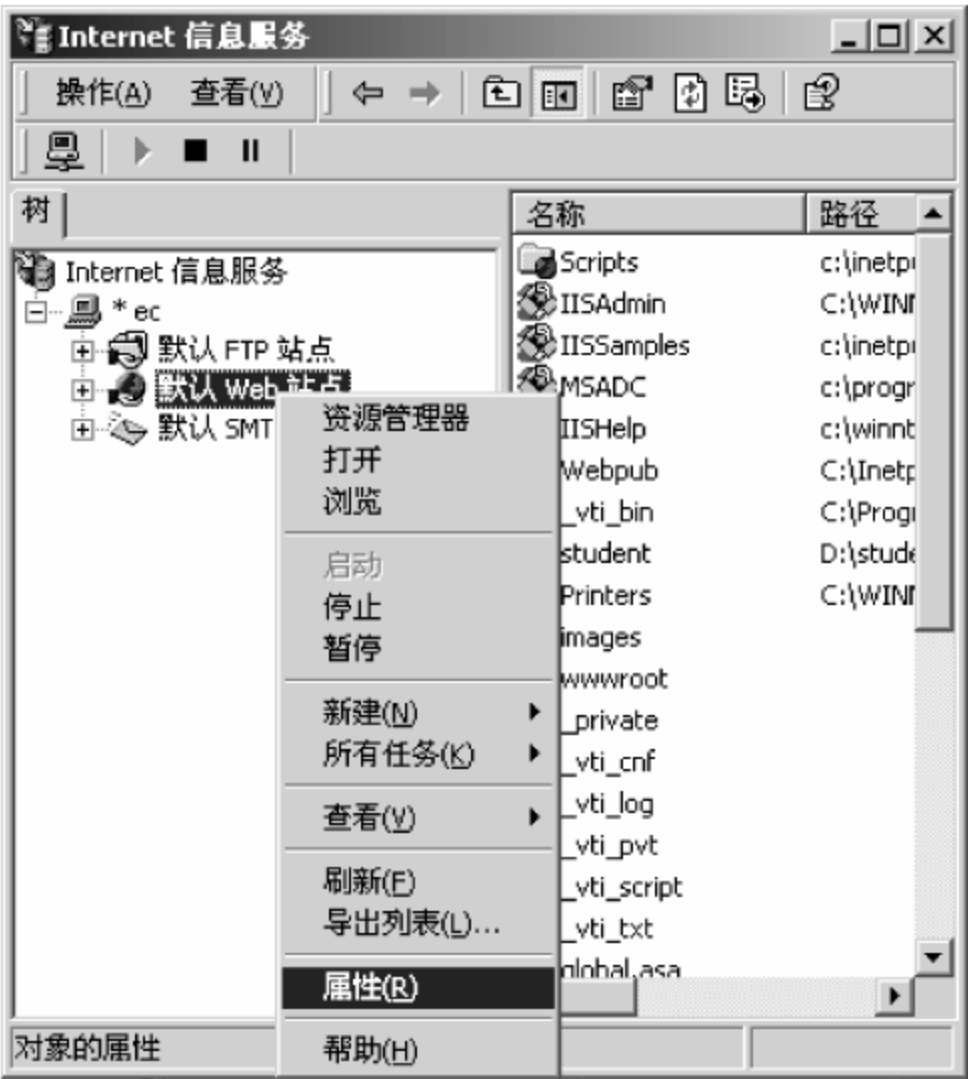 Internet 信息服务
操作(A) 查看(V)
树
名称 路径
Internet 信息服务
* ec
默认 FTP 站点
默认 Web 站点
默认 SMT
Scripts c:\inetp
IISAdmin C:\WIN
IISSamples c:\inetp
MSADC c:\progr
IISHelp c:\winnt
Webpub C:\Inetp
_vti_bin C:\Prog
student D:\stude
Printers C:\WIN
images
wwwroot
_private
_vti_cnf
_vti_log
_vti_pvt
_vti_script
_vti_txt
global.asa
资源管理器
打开
浏览
启动
停止
暂停
新建(N)
所有任务(K)
查看(V)
刷新(F)
导出列表(L)...
属性(R)
帮助(H)
对象的属性